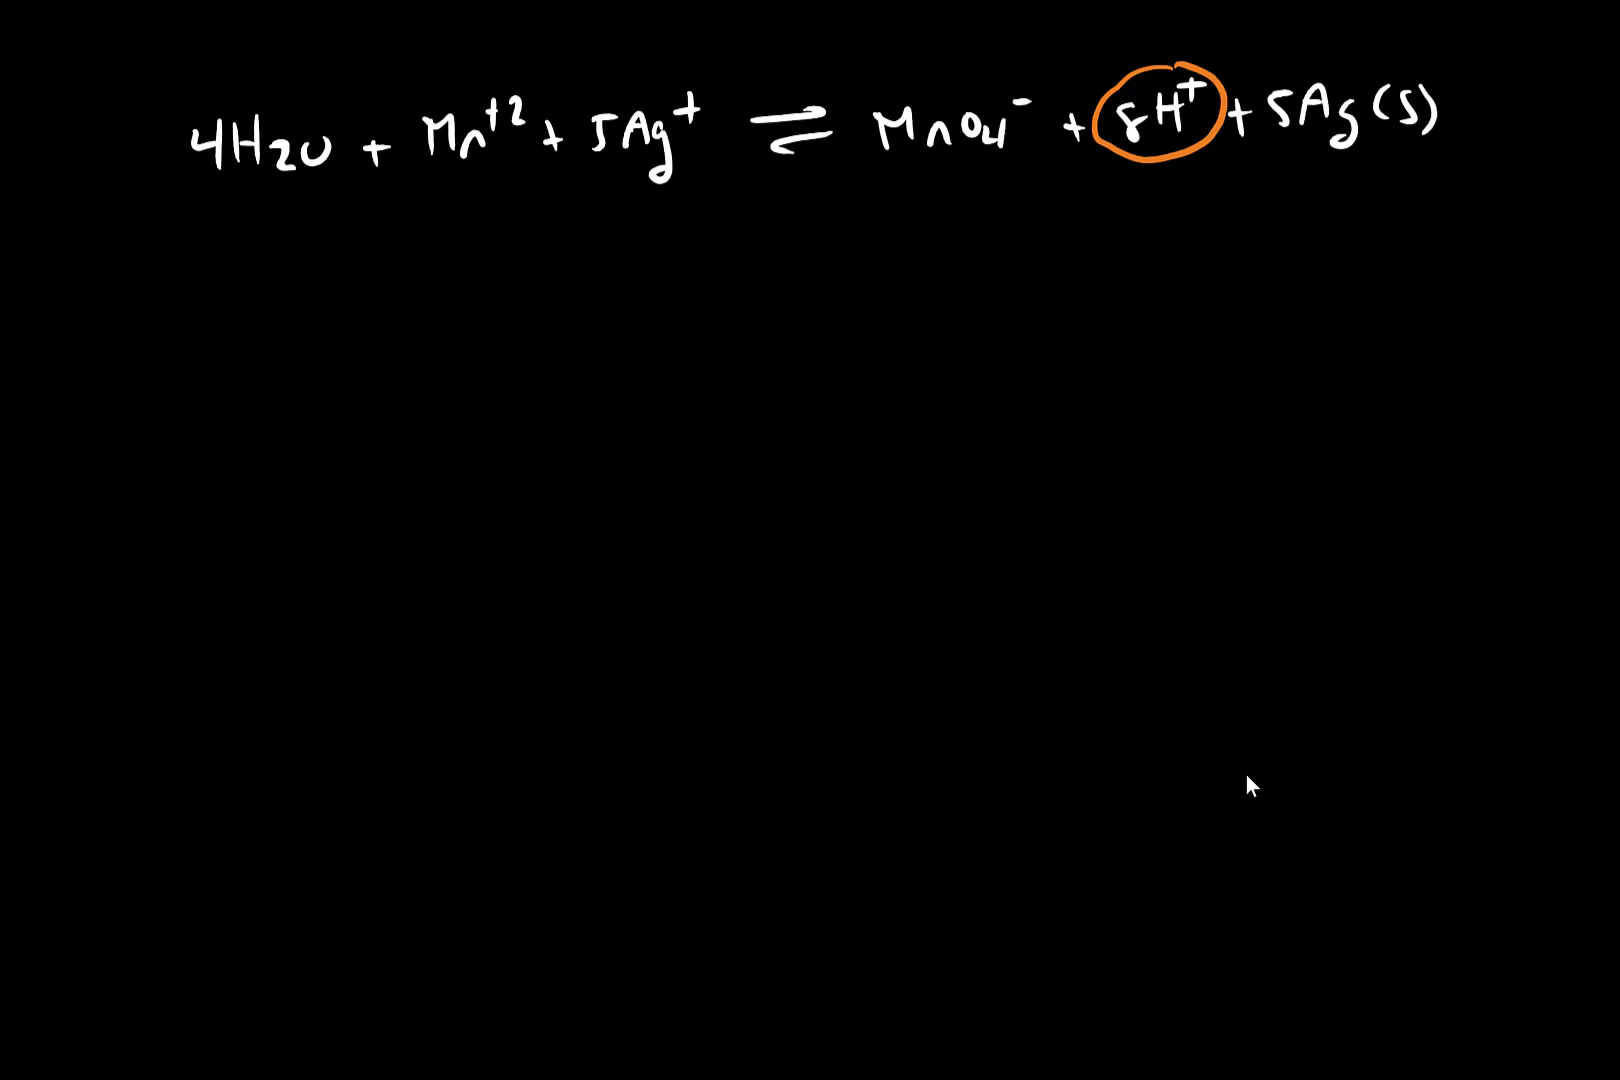 4H₂O + Mn⁺² + 5Ag⁺ ⇌ MnO₄⁻ + 8H⁺ + 5Ag(s)